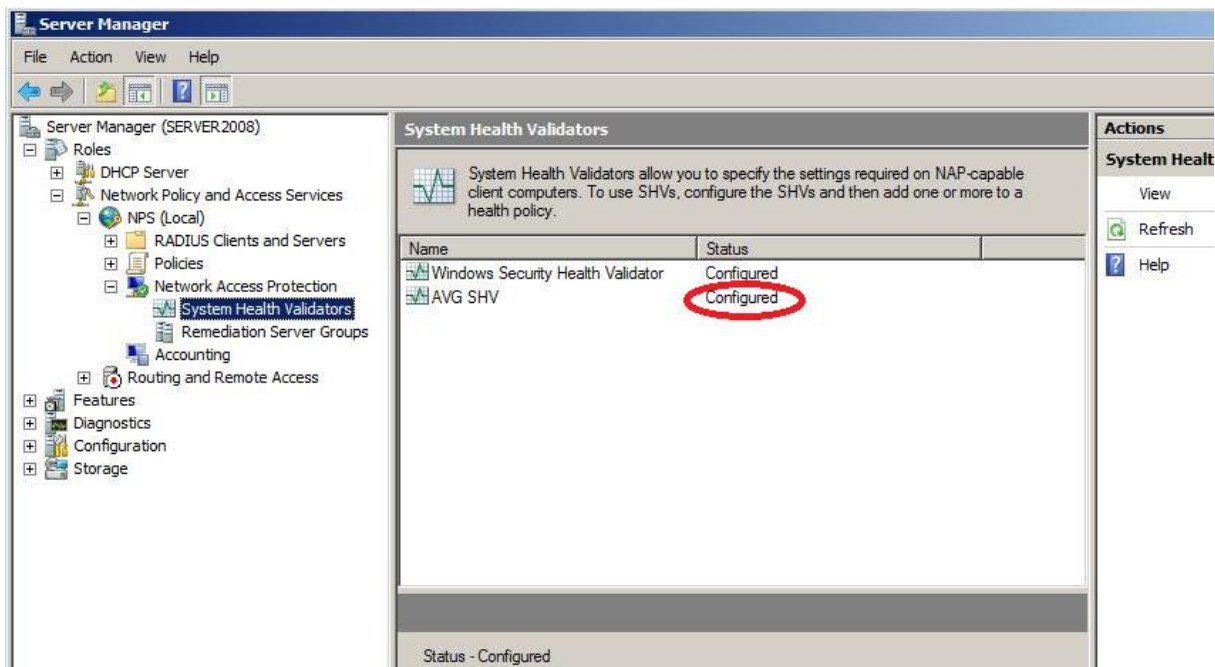 Server Manager
File Action View Help
Server Manager (SERVER2008)
Roles
DHCP Server
Network Policy and Access Services
NPS (Local)
RADIUS Clients and Servers
Policies
Network Access Protection
System Health Validators
Remediation Server Groups
Accounting
Routing and Remote Access
Features
Diagnostics
Configuration
Storage
System Health Validators
System Health Validators allow you to specify the settings required on NAP-capable
client computers. To use SHVs, configure the SHVs and then add one or more to a
health policy.
Name Status
Windows Security Health Validator Configured
AVG SHV Configured
Status - Configured
Actions
System Healt
View
Refresh
Help